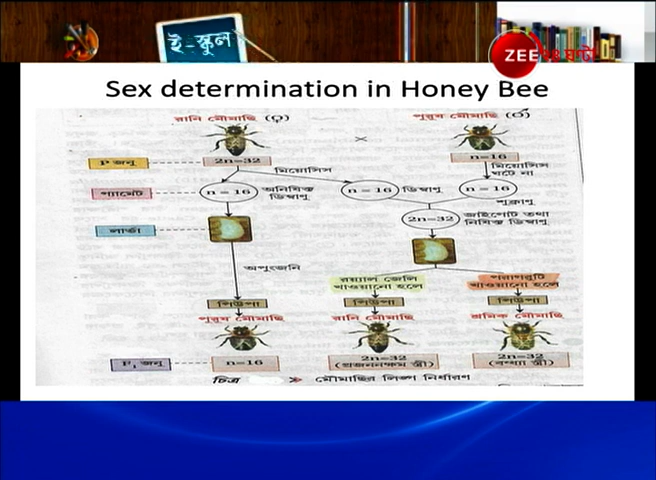 ই-স্কুল
ZEE ২৪ ঘণ্টা
Sex determination in Honey Bee
রানি মৌমাছি (♀)
পুরুষ মৌমাছি (♂)
×
P জনু
2n=32
n=16
মিয়োসিস
মিয়োসিস ঘটে না
গ্যামেট
n = 16
অনিষিক্ত ডিম্বাণু
n = 16
ডিম্বাণু
n = 16
শুক্রাণু
2n=32
জাইগোট তথা নিষিক্ত ডিম্বাণু
লার্ভা
অপুংজনি
রয়্যাল জেলি খাওয়ানো হলে
পরাগরুটি খাওয়ানো হলে
পিউপা
পিউপা
পিউপা
পুরুষ মৌমাছি
রানি মৌমাছি
শ্রমিক মৌমাছি
F₁ জনু
n=16
2n=32
(প্রজননক্ষম স্ত্রী)
2n=32
(বন্ধ্যা স্ত্রী)
চিত্র ➤ মৌমাছির লিঙ্গ নির্ধারণ